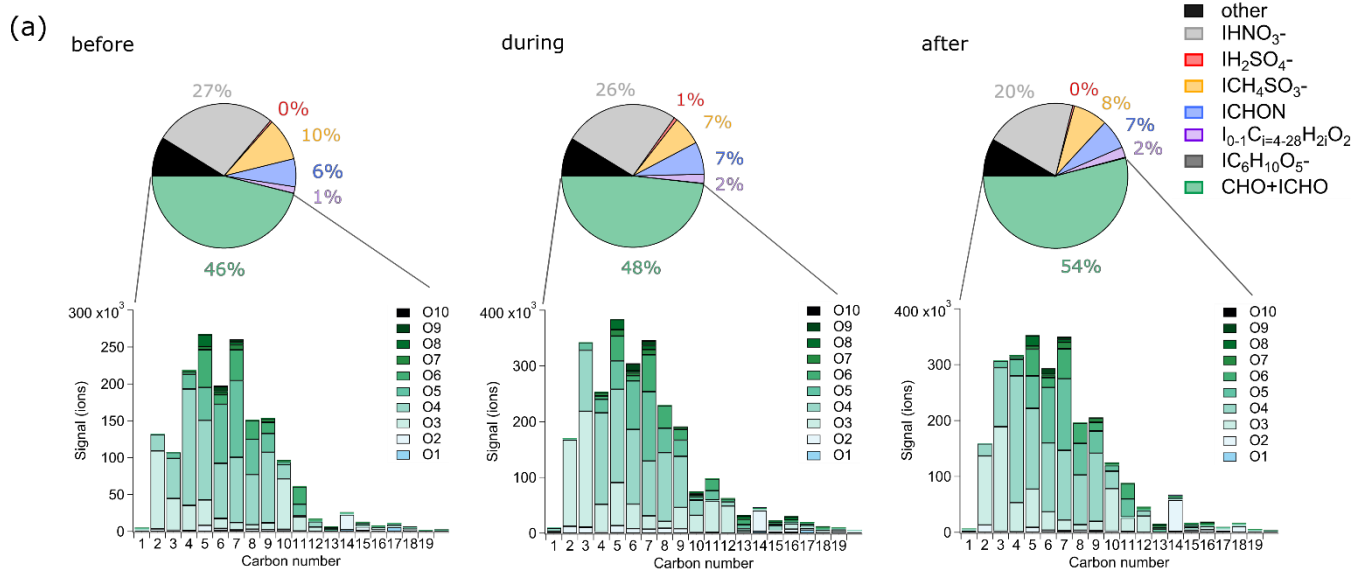 (a)
before
during
after
other
IHNO3-
IH2SO4-
ICH4SO3-
ICHON
I0-1Ci=4-28H2iO2
IC6H10O5-
CHO+ICHO
27%
0%
10%
6%
1%
46%
26%
1%
7%
7%
2%
48%
20%
0%
8%
7%
2%
54%
300 x10^3
250
200
150
100
50
0
Signal (ions)
1 2 3 4 5 6 7 8 9 10 11 12 13 14 15 16 17 18 19
Carbon number
O10
O9
O8
O7
O6
O5
O4
O3
O2
O1
400 x10^3
300
200
100
0
Signal (ions)
1 2 3 4 5 6 7 8 9 10 11 12 13 14 15 16 17 18 19
Carbon number
O10
O9
O8
O7
O6
O5
O4
O3
O2
O1
400 x10^3
300
200
100
0
Signal (ions)
1 2 3 4 5 6 7 8 9 10 11 12 13 14 15 16 17 18 19
Carbon number
O10
O9
O8
O7
O6
O5
O4
O3
O2
O1